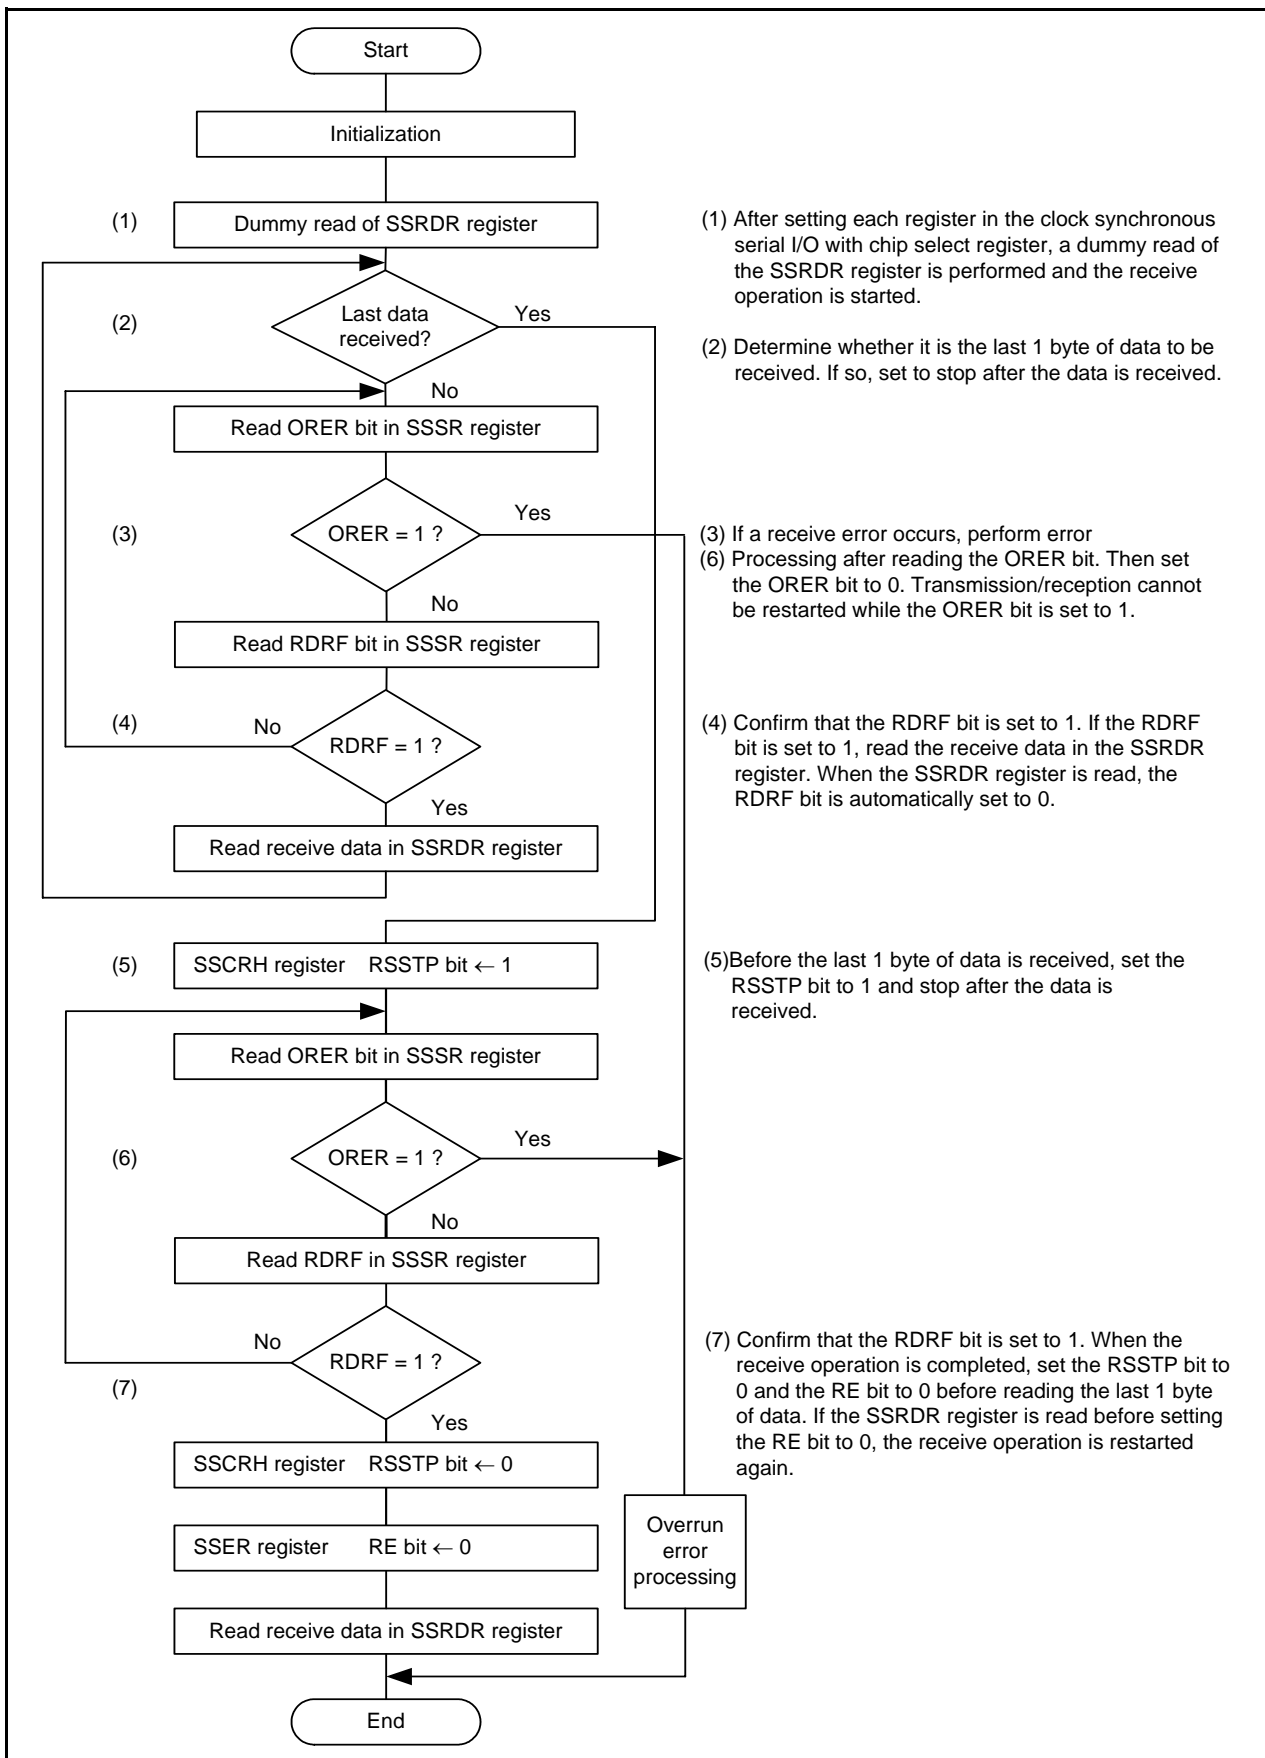 Start
Initialization
(1)
Dummy read of SSRDR register
(2)
Last data
received?
Yes
No
Read ORER bit in SSSR register
(3)
ORER = 1 ?
Yes
No
Read RDRF bit in SSSR register
(4)
No
RDRF = 1 ?
Yes
Read receive data in SSRDR register
(5)
SSCRH register RSSTP bit ← 1
Read ORER bit in SSSR register
(6)
ORER = 1 ?
Yes
No
Read RDRF in SSSR register
No
RDRF = 1 ?
(7)
Yes
SSCRH register RSSTP bit ← 0
SSER register RE bit ← 0
Read receive data in SSRDR register
Overrun
error
processing
End
(1) After setting each register in the clock synchronous
serial I/O with chip select register, a dummy read of
the SSRDR register is performed and the receive
operation is started.
(2) Determine whether it is the last 1 byte of data to be
received. If so, set to stop after the data is received.
(3) If a receive error occurs, perform error
(6) Processing after reading the ORER bit. Then set
the ORER bit to 0. Transmission/reception cannot
be restarted while the ORER bit is set to 1.
(4) Confirm that the RDRF bit is set to 1. If the RDRF
bit is set to 1, read the receive data in the SSRDR
register. When the SSRDR register is read, the
RDRF bit is automatically set to 0.
(5)Before the last 1 byte of data is received, set the
RSSTP bit to 1 and stop after the data is
received.
(7) Confirm that the RDRF bit is set to 1. When the
receive operation is completed, set the RSSTP bit to
0 and the RE bit to 0 before reading the last 1 byte
of data. If the SSRDR register is read before setting
the RE bit to 0, the receive operation is restarted
again.